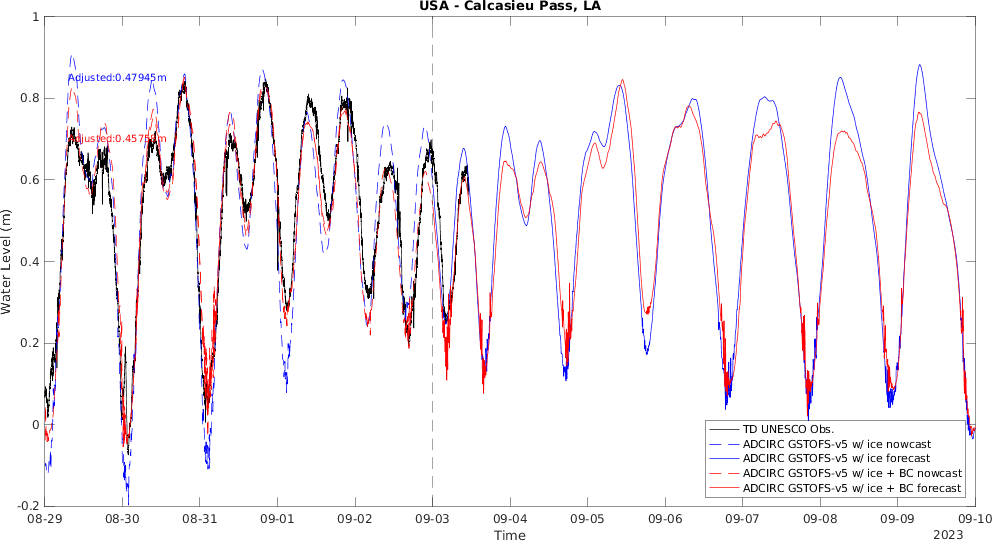 USA - Calcasieu Pass, LA
1
0.8
0.6
0.4
0.2
0
-0.2
Water Level (m)
Adjusted:0.47945m
TD UNESCO Obs.
ADCIRC GSTOFS-v5 w/ ice nowcast
ADCIRC GSTOFS-v5 w/ ice forecast
ADCIRC GSTOFS-v5 w/ ice + BC nowcast
ADCIRC GSTOFS-v5 w/ ice + BC forecast
08-29 08-30 08-31 09-01 09-02 09-03 09-04 09-05 09-06 09-07 09-08 09-09 09-10
Time
2023